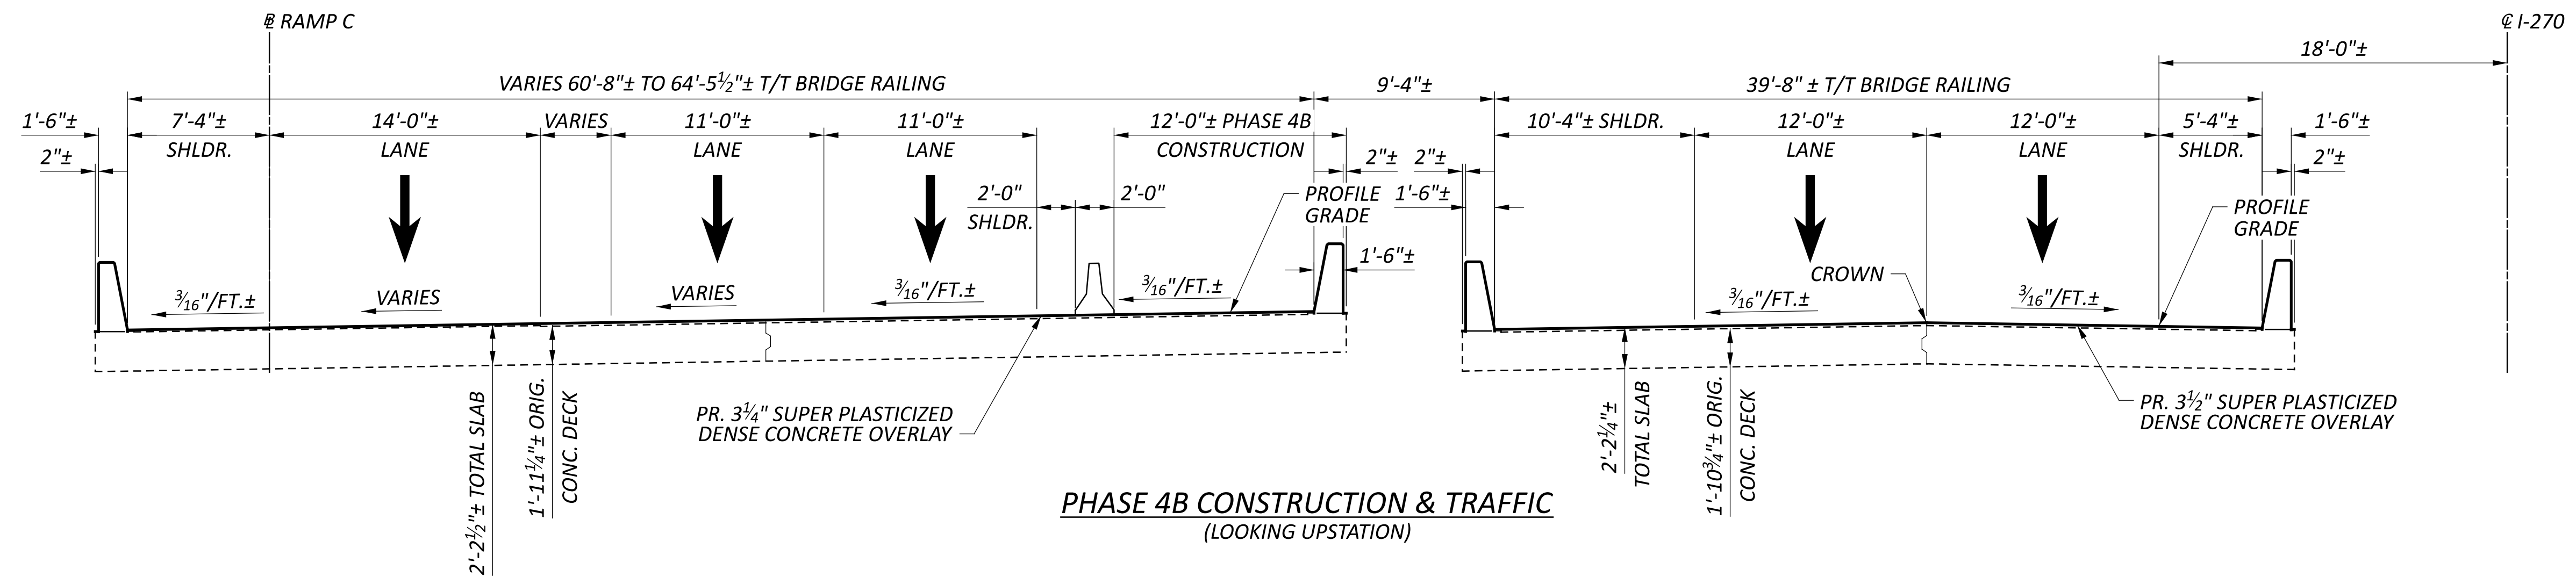 ℄ RAMP C
℄ I-270
18'-0"±
VARIES 60'-8"± TO 64'-5½"± T/T BRIDGE RAILING
9'-4"±
39'-8" ± T/T BRIDGE RAILING
1'-6"±
7'-4"±
SHLDR.
14'-0"±
LANE
VARIES
11'-0"±
LANE
11'-0"±
LANE
12'-0"± PHASE 4B
CONSTRUCTION
10'-4"± SHLDR.
12'-0"±
LANE
12'-0"±
LANE
5'-4"±
SHLDR.
1'-6"±
2"±
2"±
2"±
2"±
2'-0"
SHLDR.
2'-0"
PROFILE
GRADE
1'-6"±
1'-6"±
PROFILE
GRADE
CROWN
3/16"/FT.±
VARIES
VARIES
3/16"/FT.±
3/16"/FT.±
3/16"/FT.±
3/16"/FT.±
2'-2½"± TOTAL SLAB
1'-11¼"± ORIG.
CONC. DECK
PR. 3¼" SUPER PLASTICIZED
DENSE CONCRETE OVERLAY
2'-2¼"±
TOTAL SLAB
1'-10¾"± ORIG.
CONC. DECK
PR. 3½" SUPER PLASTICIZED
DENSE CONCRETE OVERLAY
PHASE 4B CONSTRUCTION & TRAFFIC
(LOOKING UPSTATION)